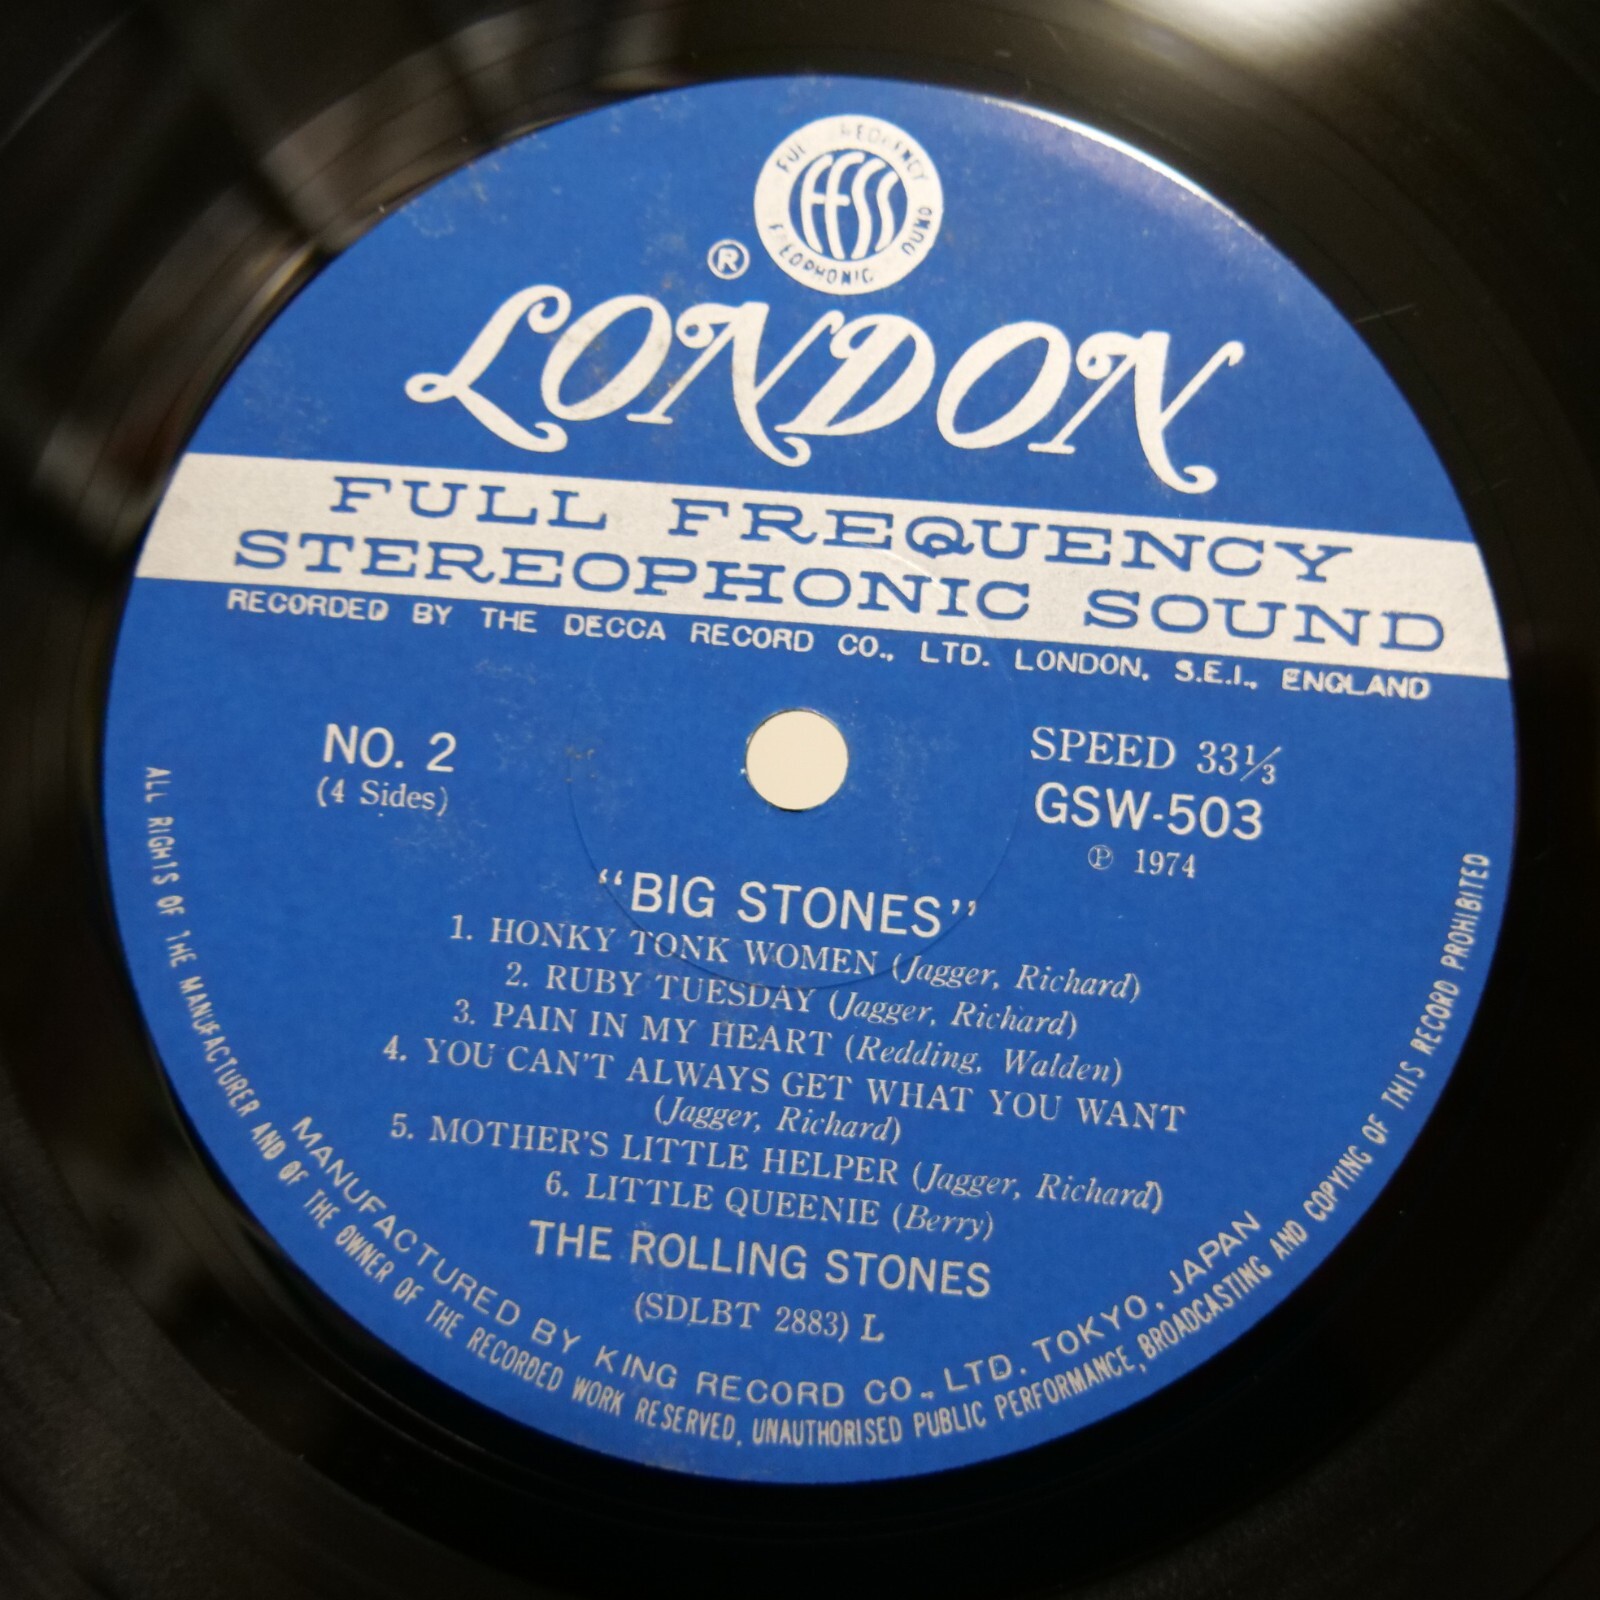 FFSS
®
LONDON
FULL FREQUENCY
STEREOPHONIC SOUND
RECORDED BY THE DECCA RECORD CO., LTD. LONDON, S.E.I., ENGLAND
NO. 2
(4 Sides)
SPEED 33⅓
GSW-503
℗ 1974
“BIG STONES”
1. HONKY TONK WOMEN (Jagger, Richard)
2. RUBY TUESDAY (Jagger, Richard)
3. PAIN IN MY HEART (Redding, Walden)
4. YOU CAN'T ALWAYS GET WHAT YOU WANT
(Jagger, Richard)
5. MOTHER'S LITTLE HELPER (Jagger, Richard)
6. LITTLE QUEENIE (Berry)
THE ROLLING STONES
(SDLBT 2883) L
MANUFACTURED BY KING RECORD CO., LTD. TOKYO, JAPAN
ALL RIGHTS OF THE MANUFACTURER AND OF THE OWNER OF THE RECORDED WORK RESERVED, UNAUTHORISED PUBLIC PERFORMANCE, BROADCASTING AND COPYING OF THIS RECORD PROHIBITED